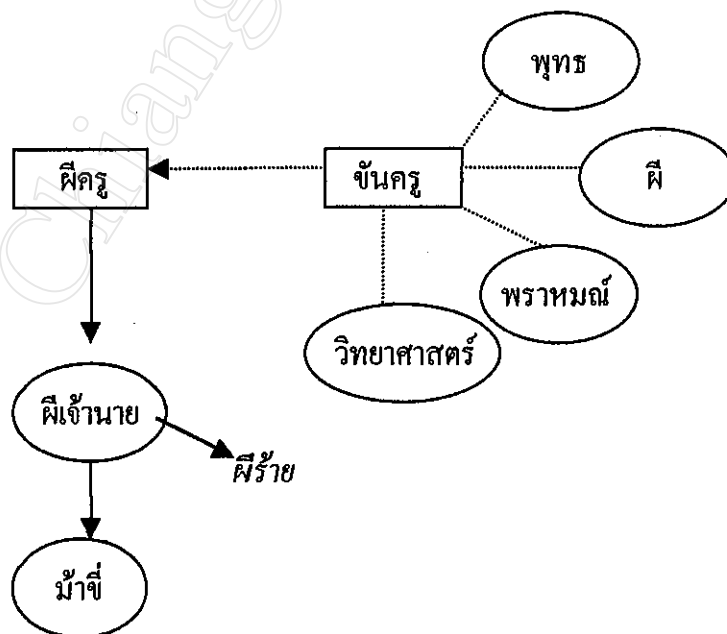 พุทธ
ผีครู
ขันครู
ผี
พราหมณ์
วิทยาศาสตร์
ผีเจ้านาย
ผีร้าย
ม้าขี่
Chiang